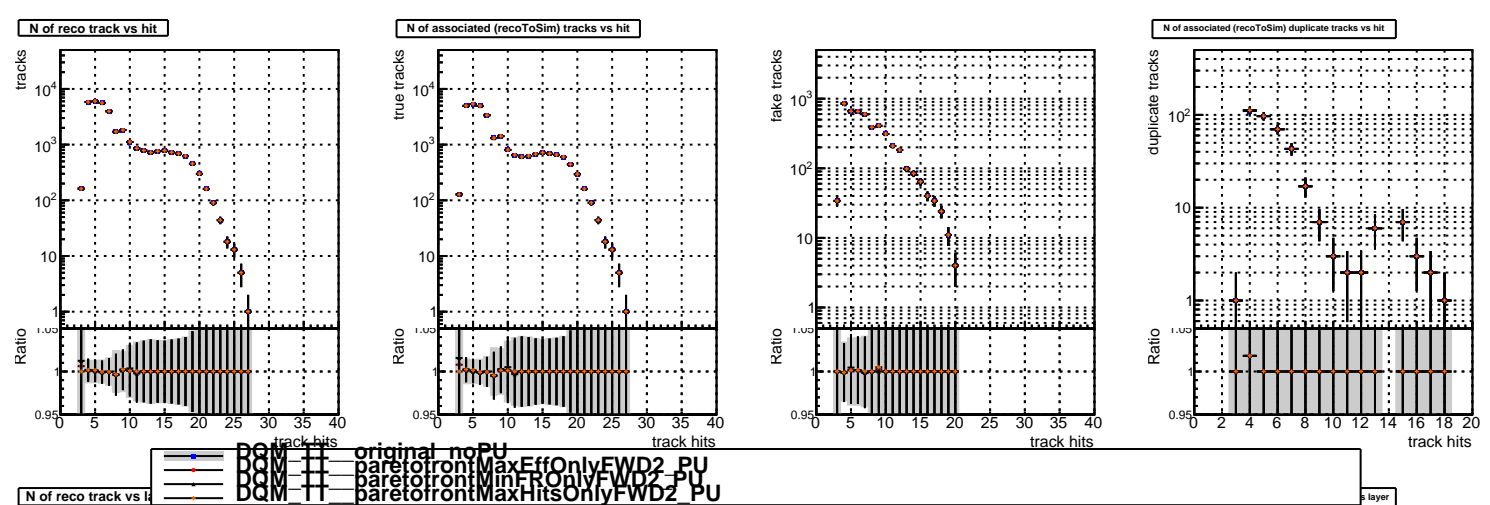 N of reco track vs hit
N of associated (recoToSim) tracks vs hit
N of associated (recoToSim) duplicate tracks vs hit
tracks
10⁴
10³
10²
10
1
Ratio
1.05
1
0.95
0 5 10 15 20 25 30 35 40
track hits
true tracks
10⁴
10³
10²
10
1
Ratio
1.05
1
0.95
0 5 10 15 20 25 30 35 40
track hits
fake tracks
10³
10²
10
1
Ratio
1.05
1
0.95
0 5 10 15 20 25 30 35 40
track hits
duplicate tracks
10²
10
1
Ratio
1.05
1
0.95
0 2 4 6 8 10 12 14 16 18 20
track hits
DQM_TT__original_noPU
DQM_TT__paretofrontMaxEffOnlyFWD2_PU
DQM_TT__paretofrontMinFROnlyFWD2_PU
DQM_TT__paretofrontMaxHitsOnlyFWD2_PU
N of reco track vs la
s layer